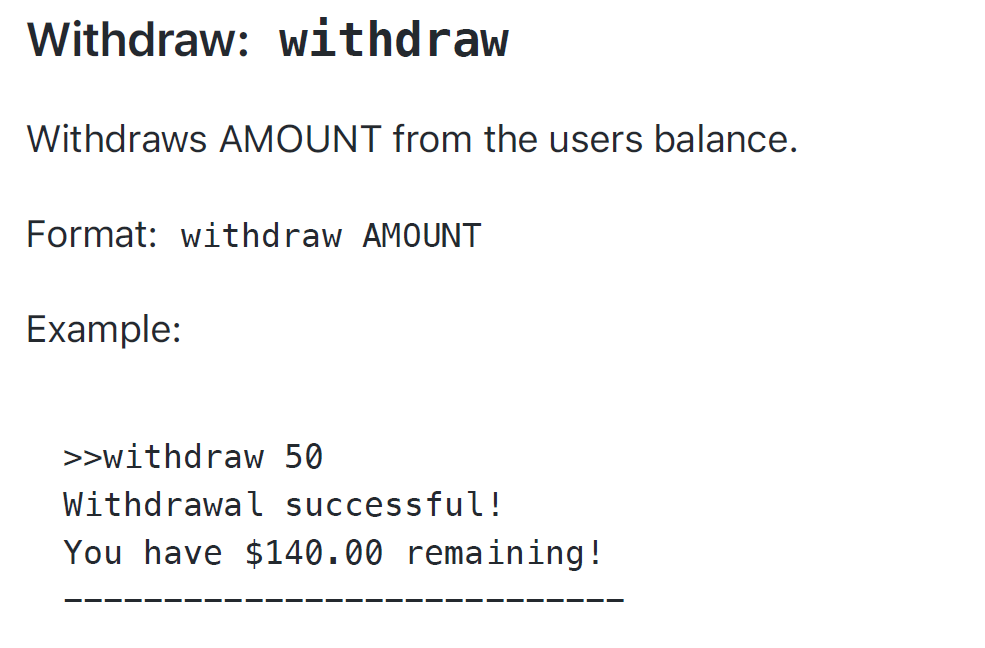 Withdraw: withdraw
Withdraws AMOUNT from the users balance.
Format: withdraw AMOUNT
Example:
>>withdraw 50
Withdrawal successful!
You have $140.00 remaining!
____________________________